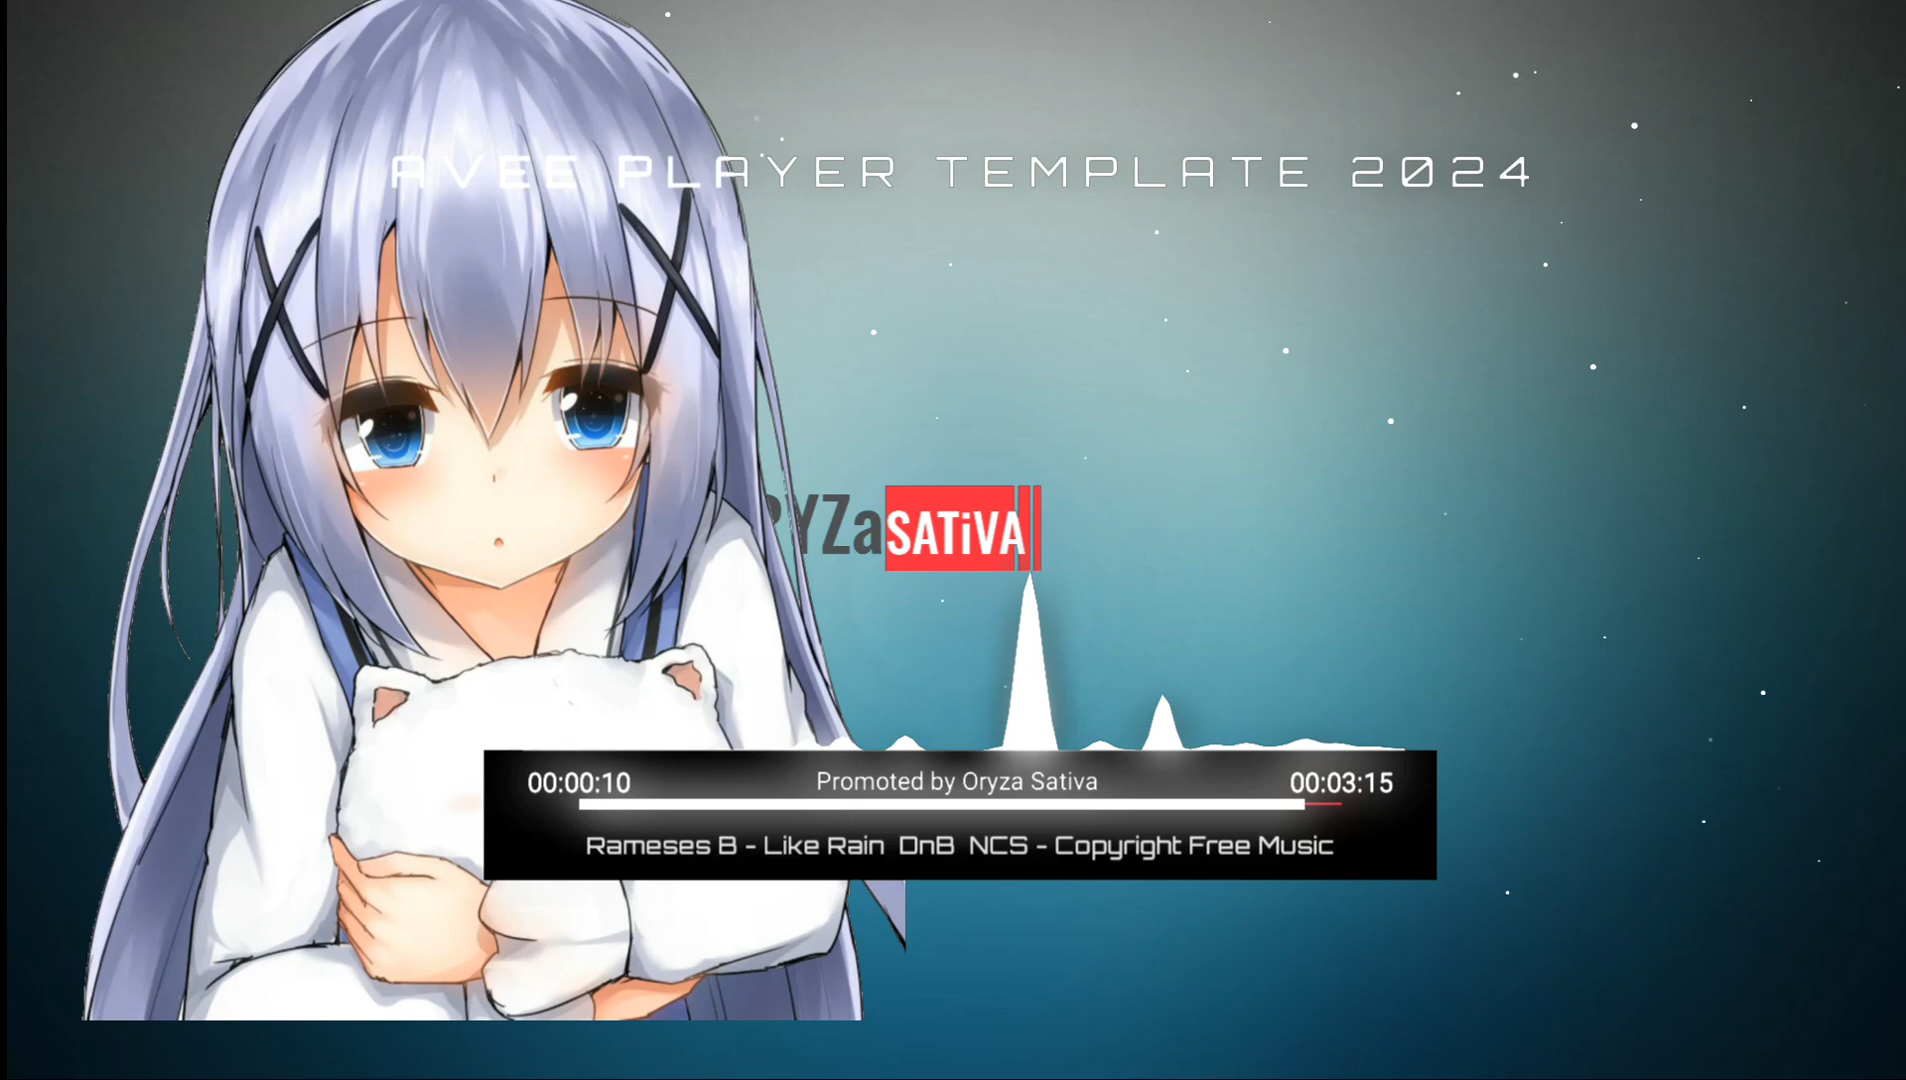 AVEE PLAYER TEMPLATE 2024
RYZaSATiVA
00:00:10 Promoted by Oryza Sativa 00:03:15
Rameses B - Like Rain DnB NCS - Copyright Free Music